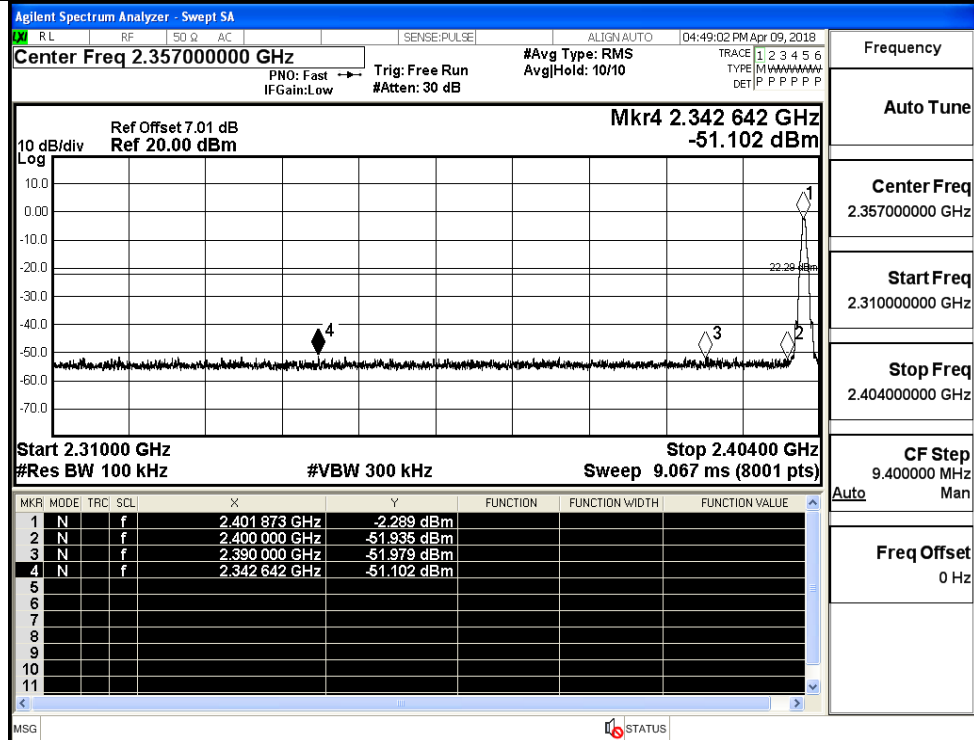 Agilent Spectrum Analyzer - Swept SA
LXI RL RF 50 Ω AC SENSE:PULSE ALIGN AUTO 04:49:02 PM Apr 09, 2018
Center Freq 2.357000000 GHz
PNO: Fast
IFGain:Low
Trig: Free Run
#Atten: 30 dB
#Avg Type: RMS
Avg|Hold: 10/10
TRACE 1 2 3 4 5 6
TYPE M WWWWW
DET P P P P P P
Ref Offset 7.01 dB
10 dB/div Ref 20.00 dBm
Log
Mkr4 2.342 642 GHz
-51.102 dBm
10.0
0.00
-10.0
-20.0
-30.0
-40.0
-50.0
-60.0
-70.0
1
22.29 dBm
4
3
2
Start 2.31000 GHz Stop 2.40400 GHz
#Res BW 100 kHz #VBW 300 kHz Sweep 9.067 ms (8001 pts)
MKR MODE TRC SCL X Y FUNCTION FUNCTION WIDTH FUNCTION VALUE
1 N f 2.401 873 GHz -2.289 dBm
2 N f 2.400 000 GHz -51.935 dBm
3 N f 2.390 000 GHz -51.979 dBm
4 N f 2.342 642 GHz -51.102 dBm
5
6
7
8
9
10
11
MSG STATUS
Frequency
Auto Tune
Center Freq
2.357000000 GHz
Start Freq
2.310000000 GHz
Stop Freq
2.404000000 GHz
CF Step
9.400000 MHz
Auto Man
Freq Offset
0 Hz